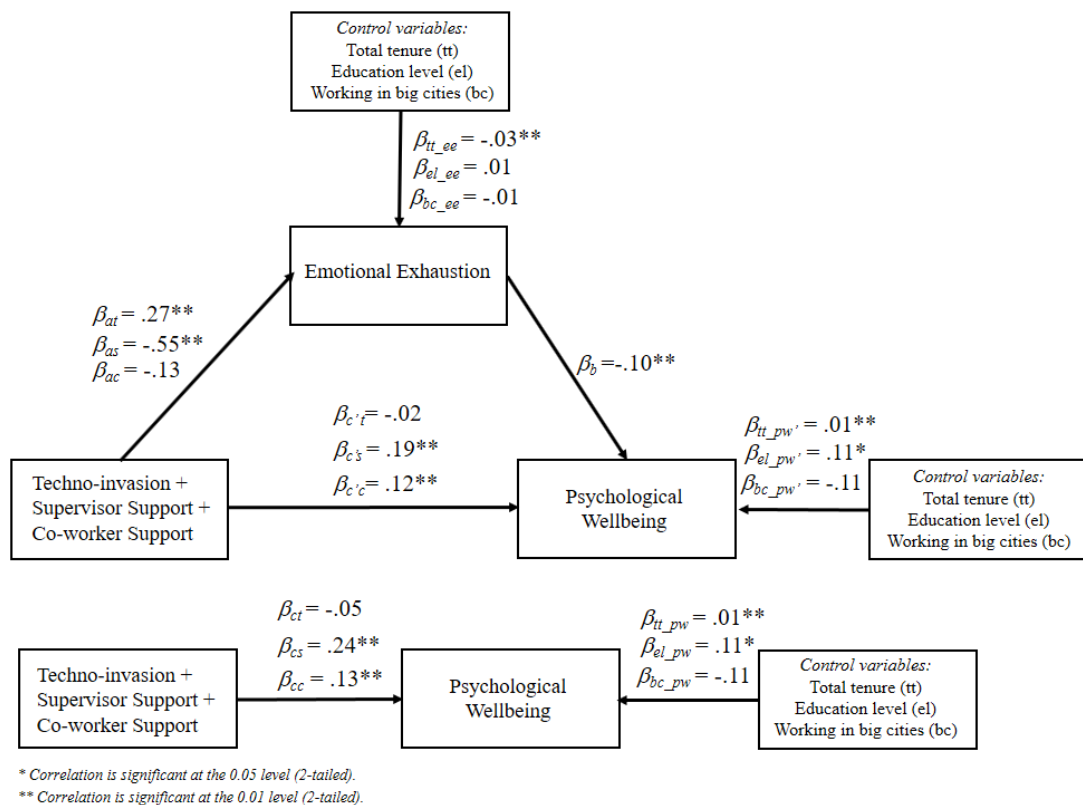 Control variables:
Total tenure (tt)
Education level (el)
Working in big cities (bc)
βtt_ee = -.03**
βel_ee = .01
βbc_ee = -.01
Emotional Exhaustion
βat = .27**
βas = -.55**
βac = -.13
βb =-.10**
βc't = -.02
βc's = .19**
βc'c = .12**
βtt_pw' = .01**
βel_pw' = .11*
βbc_pw' = -.11
Techno-invasion +
Supervisor Support +
Co-worker Support
Psychological
Wellbeing
Control variables:
Total tenure (tt)
Education level (el)
Working in big cities (bc)
βct = -.05
βcs = .24**
βcc = .13**
βtt_pw = .01**
βel_pw = .11*
βbc_pw = -.11
Techno-invasion +
Supervisor Support +
Co-worker Support
Psychological
Wellbeing
Control variables:
Total tenure (tt)
Education level (el)
Working in big cities (bc)
* Correlation is significant at the 0.05 level (2-tailed).
** Correlation is significant at the 0.01 level (2-tailed).